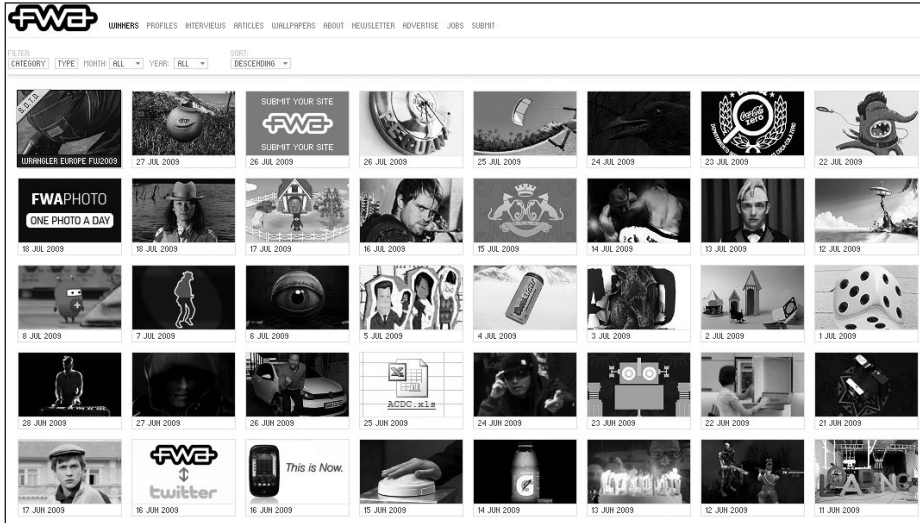 FWA
WINNERS PROFILES INTERVIEWS ARTICLES WALLPAPERS ABOUT NEWSLETTER ADVERTISE JOBS SUBMIT
FILTER: SORT:
CATEGORY TYPE MONTH: ALL YEAR: ALL DESCENDING
S.O.T.D.
SUBMIT YOUR SITE
FWA
SUBMIT YOUR SITE
Coca-Cola
zero
WRANGLER EUROPE FW2009 27 JUL 2009 26 JUL 2009 26 JUL 2009 25 JUL 2009 24 JUL 2009 23 JUL 2009 22 JUL 2009
FWAPHOTO
ONE PHOTO A DAY
18 JUL 2009 18 JUL 2009 17 JUL 2009 16 JUL 2009 15 JUL 2009 14 JUL 2009 13 JUL 2009 12 JUL 2009
8 JUL 2009 7 JUL 2009 6 JUL 2009 5 JUL 2009 4 JUL 2009 3 JUL 2009 2 JUL 2009 1 JUL 2009
ACDC.xls
28 JUN 2009 27 JUN 2009 26 JUN 2009 25 JUN 2009 24 JUN 2009 23 JUN 2009 22 JUN 2009 21 JUN 2009
FWA
twitter
This is Now.
G
LOADING
17 JUN 2009 16 JUN 2009 16 JUN 2009 15 JUN 2009 14 JUN 2009 13 JUN 2009 12 JUN 2009 11 JUN 2009